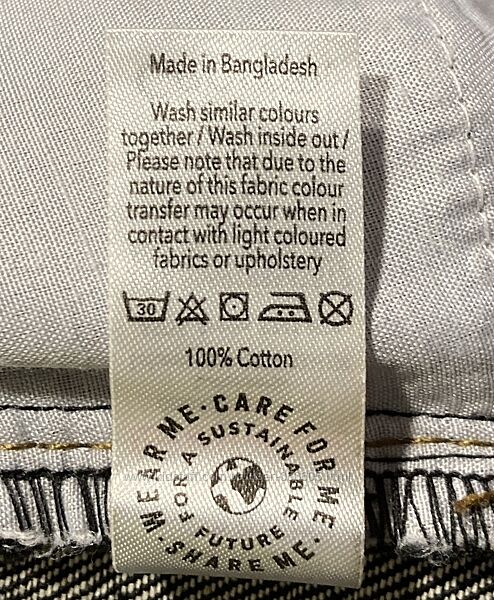 Made in Bangladesh
Wash similar colours
together / Wash inside out /
Please note that due to the
nature of this fabric colour
transfer may occur when in
contact with light coloured
fabrics or upholstery
30
100% Cotton
WEAR ME · CARE FOR ME · SHARE ME ·
FOR A SUSTAINABLE FUTURE